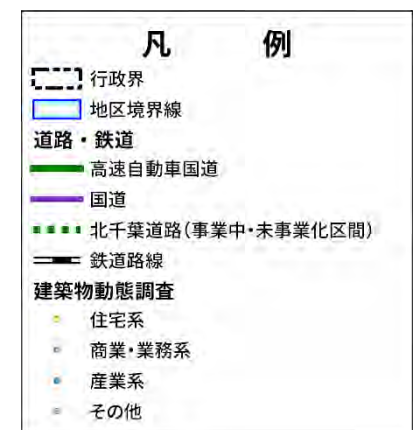 凡　例
行政界
地区境界線
道路・鉄道
高速自動車国道
国道
北千葉道路(事業中・未事業化区間)
鉄道路線
建築物動態調査
住宅系
商業・業務系
産業系
その他